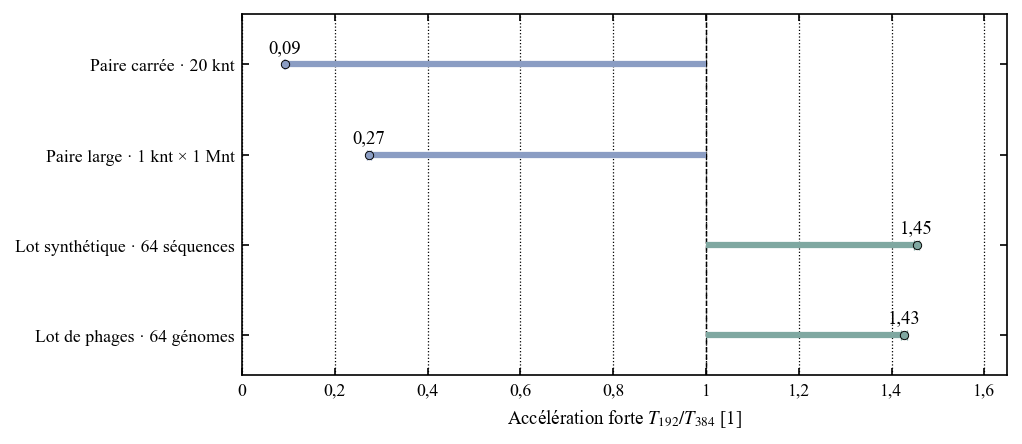 0,09
Paire carrée · 20 knt
0,27
Paire large · 1 knt × 1 Mnt
1,45
Lot synthétique · 64 séquences
1,43
Lot de phages · 64 génomes
0 0,2 0,4 0,6 0,8 1 1,2 1,4 1,6
Accélération forte T192/T384 [1]